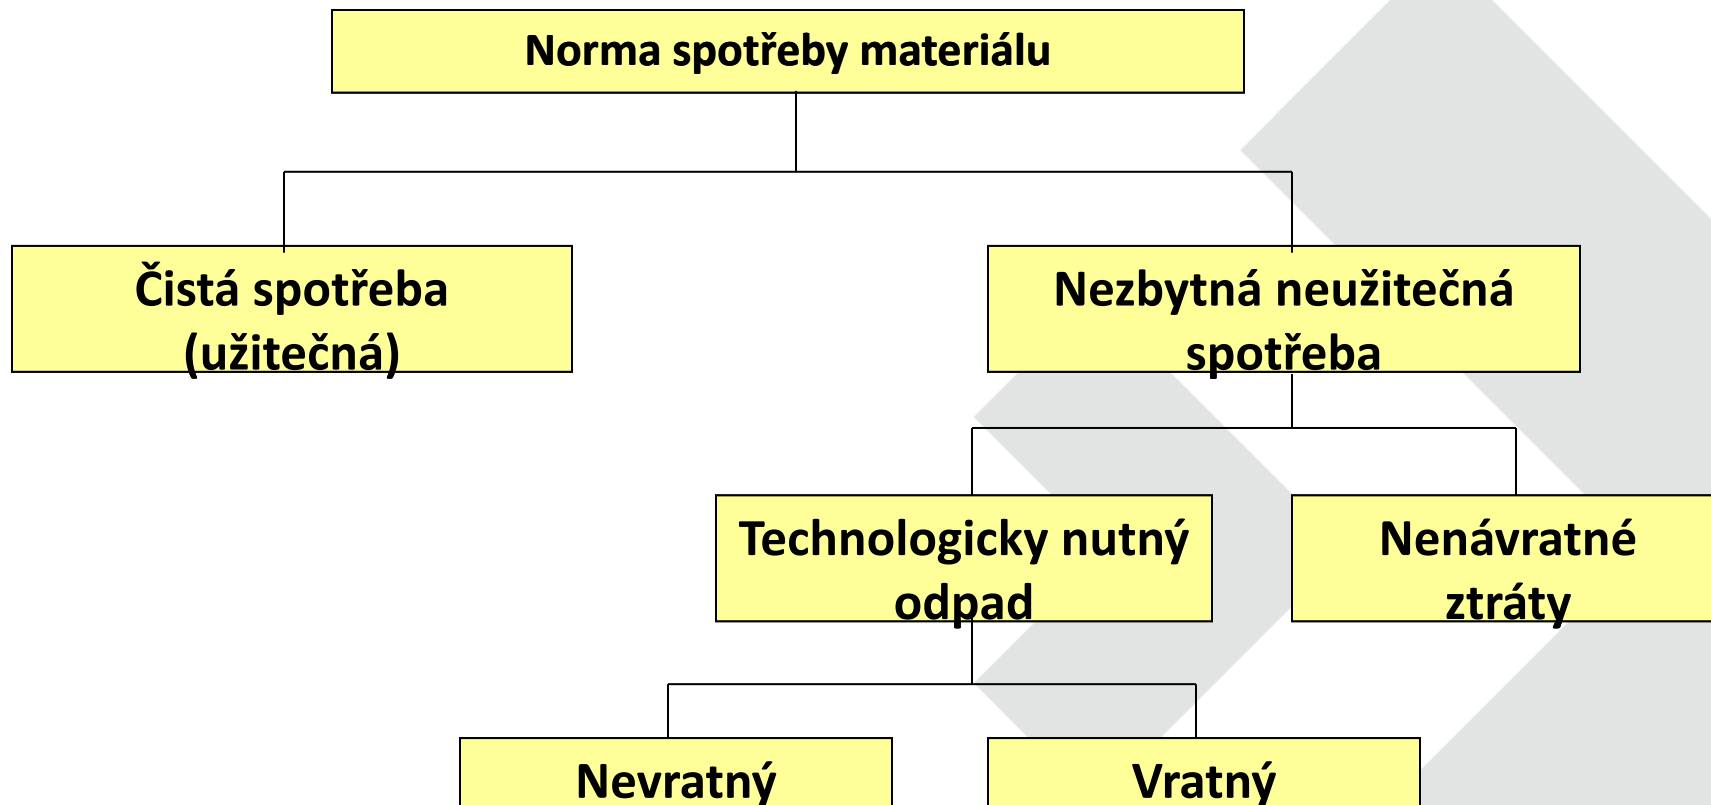 Norma spotřeby materiálu
Čistá spotřeba
(užitečná)
Nezbytná neužitečná
spotřeba
Technologicky nutný
odpad
Nenávratné
ztráty
Nevratný
Vratný